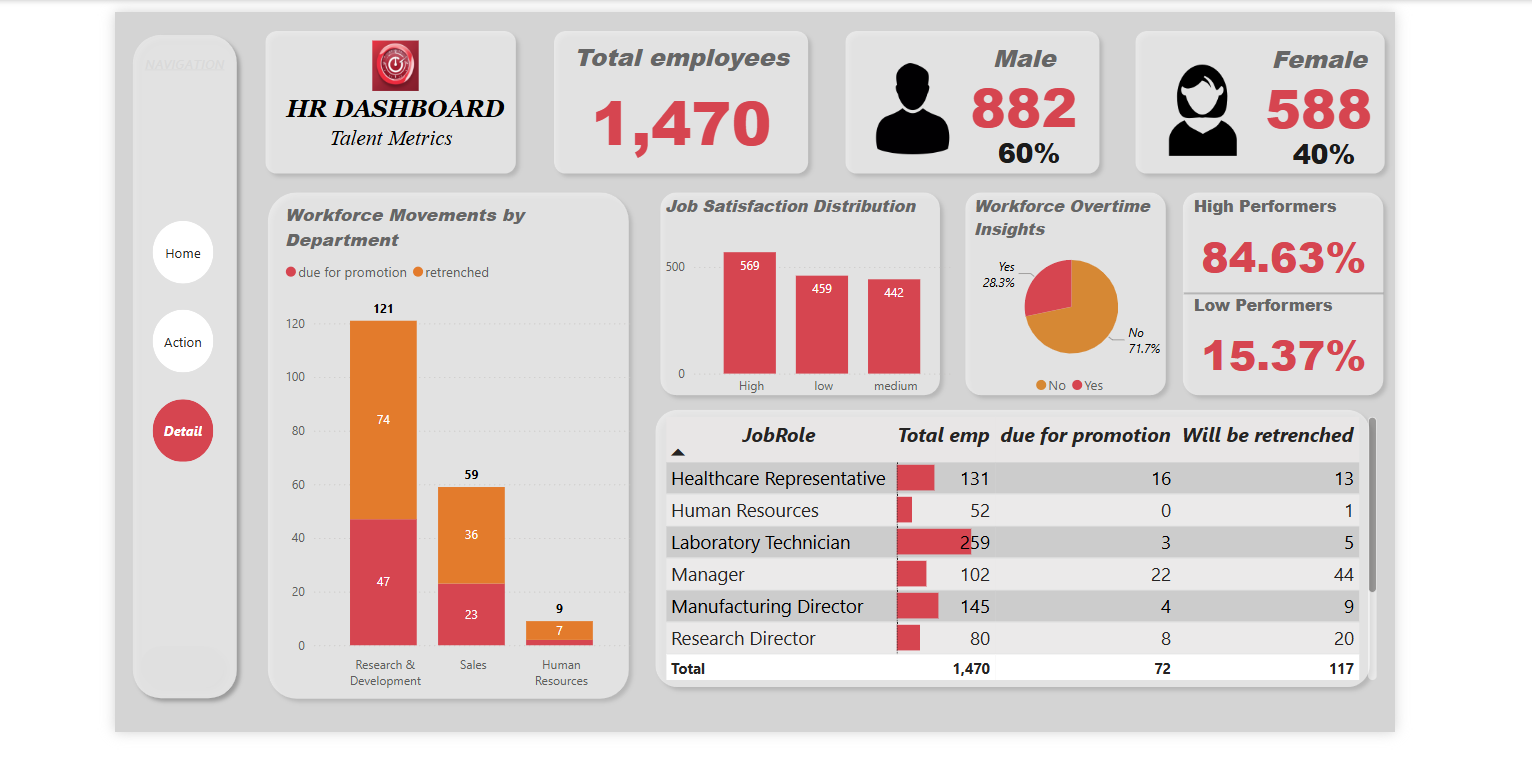 NAVIGATION
Home
Action
Detail
HR DASHBOARD
Talent Metrics
Total employees
1,470
Male
882
60%
Female
588
40%
Workforce Movements by
Department
due for promotion retrenched
121
120
100
80
60
40
20
0
74
47
59
36
23
9
7
Research &
Development
Sales
Human
Resources
Job Satisfaction Distribution
500
0
569
459
442
High
low
medium
Workforce Overtime
Insights
Yes
28.3%
No
71.7%
No Yes
High Performers
84.63%
Low Performers
15.37%
JobRole Total emp due for promotion Will be retrenched
Healthcare Representative 131 16 13
Human Resources 52 0 1
Laboratory Technician 259 3 5
Manager 102 22 44
Manufacturing Director 145 4 9
Research Director 80 8 20
Total 1,470 72 117